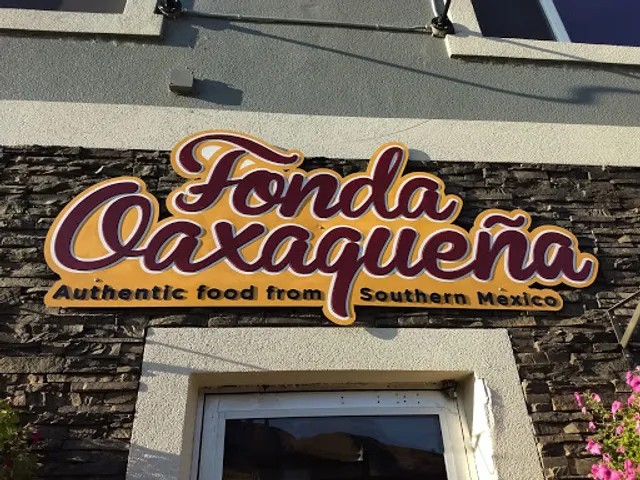 Fonda
Oaxaqueña
Authentic food from Southern Mexico